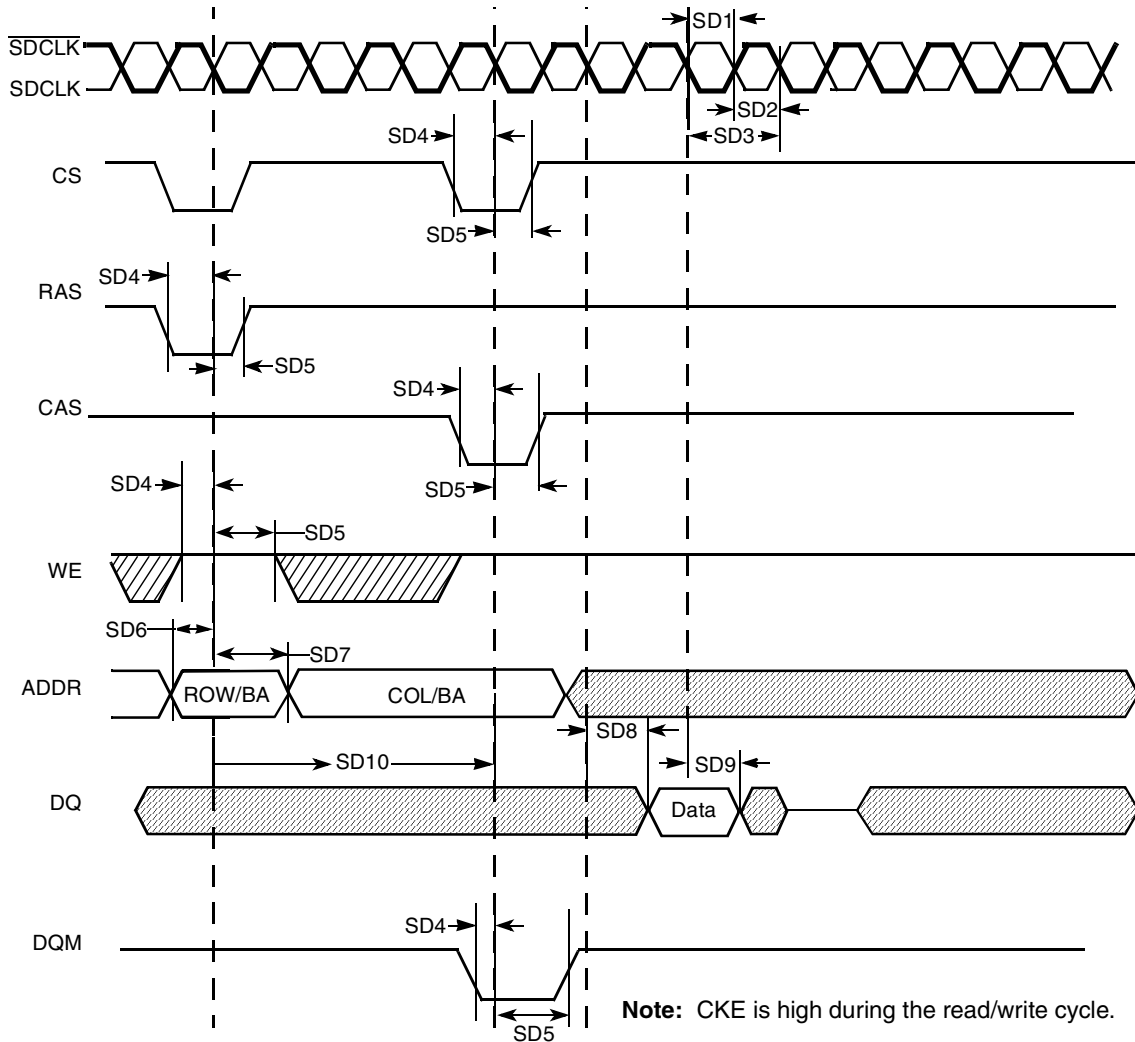 SD1
SDCLK
SDCLK
SD2
SD4
SD3
CS
SD5
SD4
RAS
SD5
SD4
CAS
SD4
SD5
SD5
WE
SD6
SD7
ADDR
ROW/BA
COL/BA
SD8
SD10
SD9
DQ
Data
SD4
DQM
Note: CKE is high during the read/write cycle.
SD5